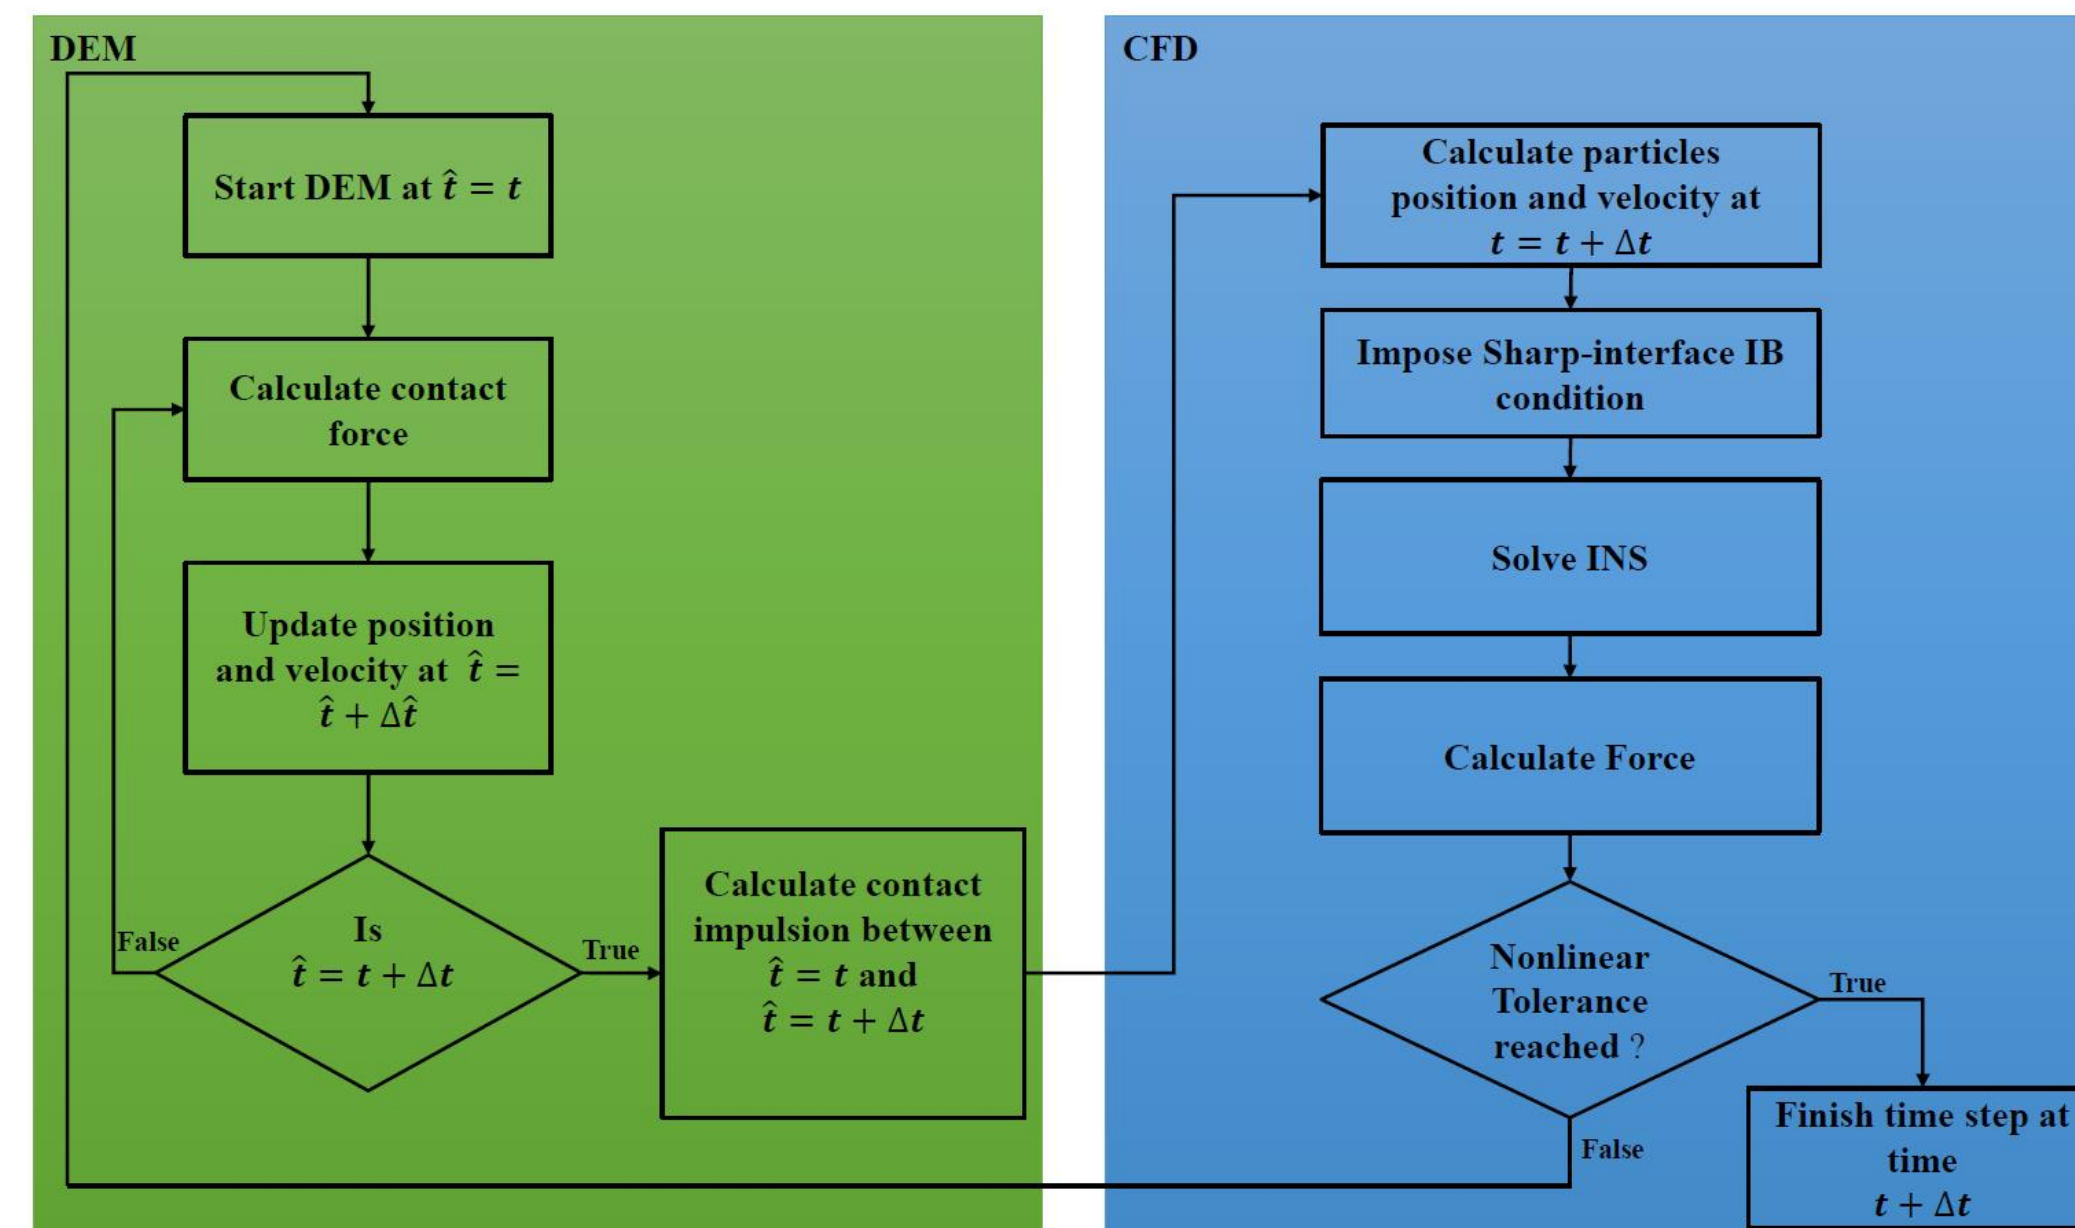 DEM
Start DEM at t̂ = t
Calculate contact
force
Update position
and velocity at t̂ =
t̂ + Δt̂
Is
t̂ = t + Δt
False
True
Calculate contact
impulsion between
t̂ = t and
t̂ = t + Δt
CFD
Calculate particles
position and velocity at
t = t + Δt
Impose Sharp-interface IB
condition
Solve INS
Calculate Force
Nonlinear
Tolerance
reached ?
True
False
Finish time step at
time
t + Δt